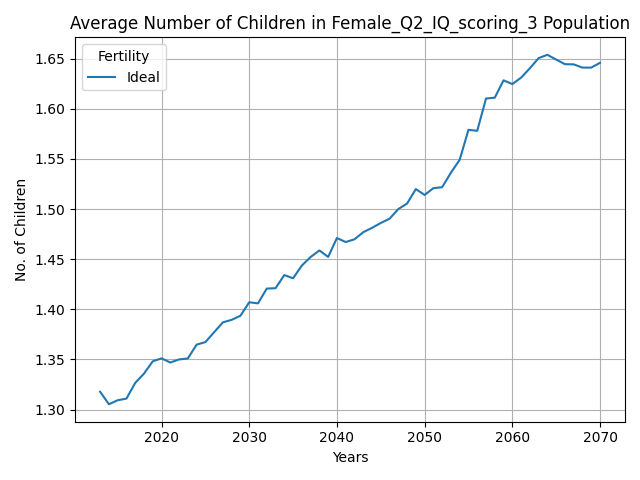 Average Number of Children in Female_Q2_IQ_scoring_3 Population
Fertility
Ideal
No. of Children
1.65
1.60
1.55
1.50
1.45
1.40
1.35
1.30
2020 2030 2040 2050 2060 2070
Years